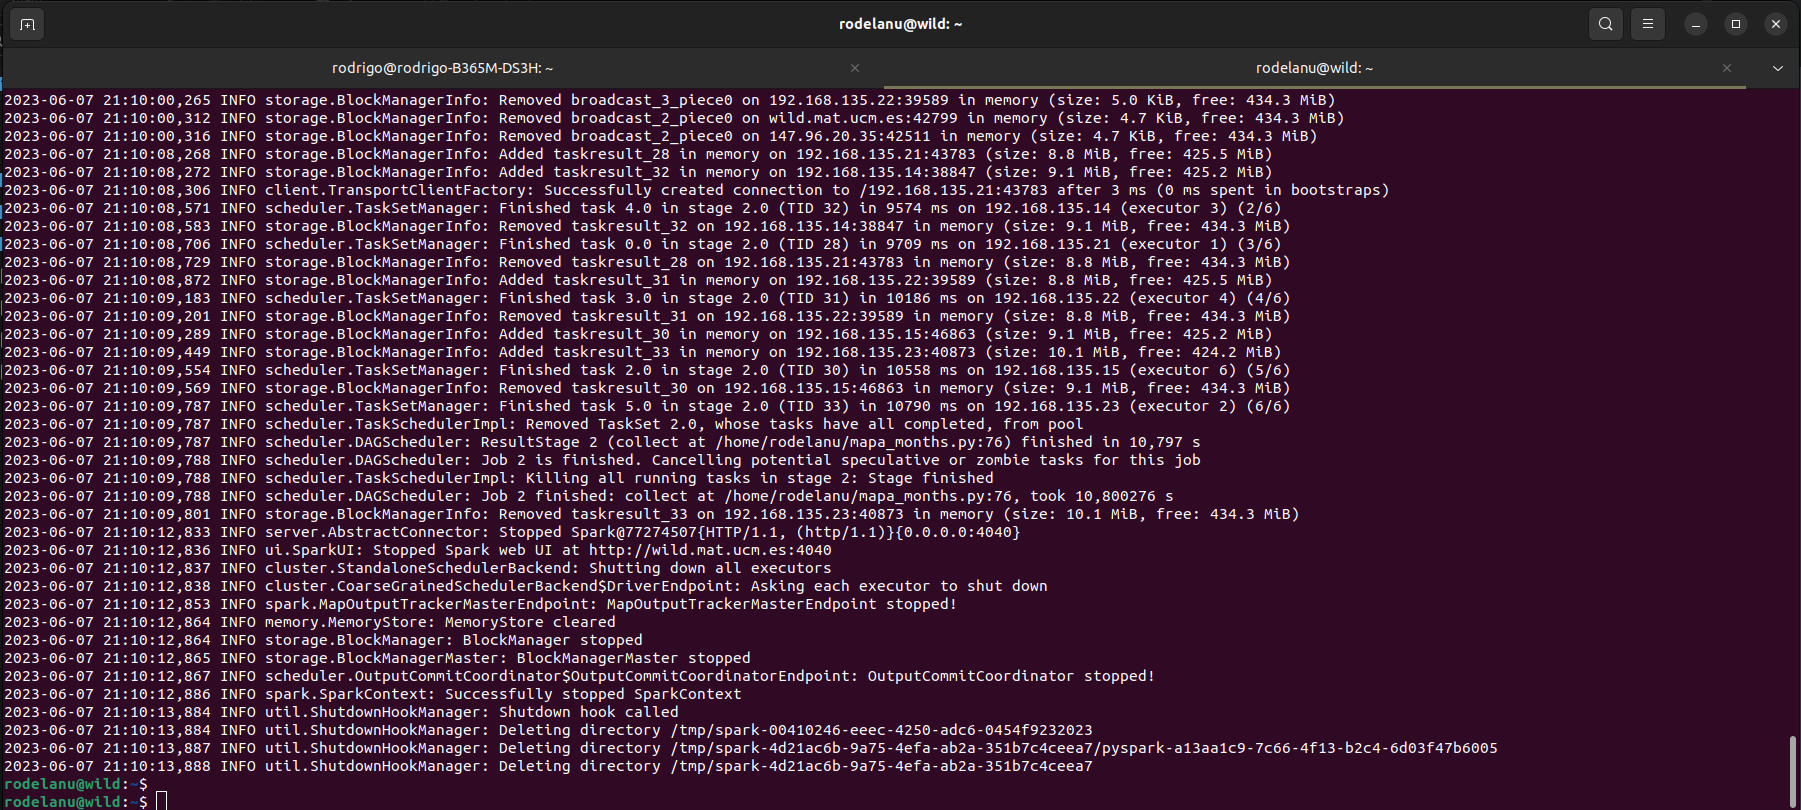 rodelanu@wild: ~
rodrigo@rodrigo-B365M-DS3H: ~
rodelanu@wild: ~
2023-06-07 21:10:00,265 INFO storage.BlockManagerInfo: Removed broadcast_3_piece0 on 192.168.135.22:39589 in memory (size: 5.0 KiB, free: 434.3 MiB)
2023-06-07 21:10:00,312 INFO storage.BlockManagerInfo: Removed broadcast_2_piece0 on wild.mat.ucm.es:42799 in memory (size: 4.7 KiB, free: 434.3 MiB)
2023-06-07 21:10:00,316 INFO storage.BlockManagerInfo: Removed broadcast_2_piece0 on 147.96.20.35:42511 in memory (size: 4.7 KiB, free: 434.3 MiB)
2023-06-07 21:10:08,268 INFO storage.BlockManagerInfo: Added taskresult_28 in memory on 192.168.135.21:43783 (size: 8.8 MiB, free: 425.5 MiB)
2023-06-07 21:10:08,272 INFO storage.BlockManagerInfo: Added taskresult_32 in memory on 192.168.135.14:38847 (size: 9.1 MiB, free: 425.2 MiB)
2023-06-07 21:10:08,306 INFO client.TransportClientFactory: Successfully created connection to /192.168.135.21:43783 after 3 ms (0 ms spent in bootstraps)
2023-06-07 21:10:08,571 INFO scheduler.TaskSetManager: Finished task 4.0 in stage 2.0 (TID 32) in 9574 ms on 192.168.135.14 (executor 3) (2/6)
2023-06-07 21:10:08,583 INFO storage.BlockManagerInfo: Removed taskresult_32 on 192.168.135.14:38847 in memory (size: 9.1 MiB, free: 434.3 MiB)
2023-06-07 21:10:08,706 INFO scheduler.TaskSetManager: Finished task 0.0 in stage 2.0 (TID 28) in 9709 ms on 192.168.135.21 (executor 1) (3/6)
2023-06-07 21:10:08,729 INFO storage.BlockManagerInfo: Removed taskresult_28 on 192.168.135.21:43783 in memory (size: 8.8 MiB, free: 434.3 MiB)
2023-06-07 21:10:08,872 INFO storage.BlockManagerInfo: Added taskresult_31 in memory on 192.168.135.22:39589 (size: 8.8 MiB, free: 425.5 MiB)
2023-06-07 21:10:09,183 INFO scheduler.TaskSetManager: Finished task 3.0 in stage 2.0 (TID 31) in 10186 ms on 192.168.135.22 (executor 4) (4/6)
2023-06-07 21:10:09,201 INFO storage.BlockManagerInfo: Removed taskresult_31 on 192.168.135.22:39589 in memory (size: 8.8 MiB, free: 434.3 MiB)
2023-06-07 21:10:09,289 INFO storage.BlockManagerInfo: Added taskresult_30 in memory on 192.168.135.15:46863 (size: 9.1 MiB, free: 425.2 MiB)
2023-06-07 21:10:09,449 INFO storage.BlockManagerInfo: Added taskresult_33 in memory on 192.168.135.23:40873 (size: 10.1 MiB, free: 424.2 MiB)
2023-06-07 21:10:09,554 INFO scheduler.TaskSetManager: Finished task 2.0 in stage 2.0 (TID 30) in 10558 ms on 192.168.135.15 (executor 6) (5/6)
2023-06-07 21:10:09,569 INFO storage.BlockManagerInfo: Removed taskresult_30 on 192.168.135.15:46863 in memory (size: 9.1 MiB, free: 434.3 MiB)
2023-06-07 21:10:09,787 INFO scheduler.TaskSetManager: Finished task 5.0 in stage 2.0 (TID 33) in 10790 ms on 192.168.135.23 (executor 2) (6/6)
2023-06-07 21:10:09,787 INFO scheduler.TaskSchedulerImpl: Removed TaskSet 2.0, whose tasks have all completed, from pool
2023-06-07 21:10:09,787 INFO scheduler.DAGScheduler: ResultStage 2 (collect at /home/rodelanu/mapa_months.py:76) finished in 10,797 s
2023-06-07 21:10:09,788 INFO scheduler.DAGScheduler: Job 2 is finished. Cancelling potential speculative or zombie tasks for this job
2023-06-07 21:10:09,788 INFO scheduler.TaskSchedulerImpl: Killing all running tasks in stage 2: Stage finished
2023-06-07 21:10:09,788 INFO scheduler.DAGScheduler: Job 2 finished: collect at /home/rodelanu/mapa_months.py:76, took 10,800276 s
2023-06-07 21:10:09,801 INFO storage.BlockManagerInfo: Removed taskresult_33 on 192.168.135.23:40873 in memory (size: 10.1 MiB, free: 434.3 MiB)
2023-06-07 21:10:12,833 INFO server.AbstractConnector: Stopped Spark@77274507{HTTP/1.1, (http/1.1)}{0.0.0.0:4040}
2023-06-07 21:10:12,836 INFO ui.SparkUI: Stopped Spark web UI at http://wild.mat.ucm.es:4040
2023-06-07 21:10:12,837 INFO cluster.StandaloneSchedulerBackend: Shutting down all executors
2023-06-07 21:10:12,838 INFO cluster.CoarseGrainedSchedulerBackend$DriverEndpoint: Asking each executor to shut down
2023-06-07 21:10:12,853 INFO spark.MapOutputTrackerMasterEndpoint: MapOutputTrackerMasterEndpoint stopped!
2023-06-07 21:10:12,864 INFO memory.MemoryStore: MemoryStore cleared
2023-06-07 21:10:12,864 INFO storage.BlockManager: BlockManager stopped
2023-06-07 21:10:12,865 INFO storage.BlockManagerMaster: BlockManagerMaster stopped
2023-06-07 21:10:12,867 INFO scheduler.OutputCommitCoordinator$OutputCommitCoordinatorEndpoint: OutputCommitCoordinator stopped!
2023-06-07 21:10:12,886 INFO spark.SparkContext: Successfully stopped SparkContext
2023-06-07 21:10:13,884 INFO util.ShutdownHookManager: Shutdown hook called
2023-06-07 21:10:13,884 INFO util.ShutdownHookManager: Deleting directory /tmp/spark-00410246-eeec-4250-adc6-0454f9232023
2023-06-07 21:10:13,887 INFO util.ShutdownHookManager: Deleting directory /tmp/spark-4d21ac6b-9a75-4efa-ab2a-351b7c4ceea7/pyspark-a13aa1c9-7c66-4f13-b2c4-6d03f47b6005
2023-06-07 21:10:13,888 INFO util.ShutdownHookManager: Deleting directory /tmp/spark-4d21ac6b-9a75-4efa-ab2a-351b7c4ceea7
rodelanu@wild:~$
rodelanu@wild:~$